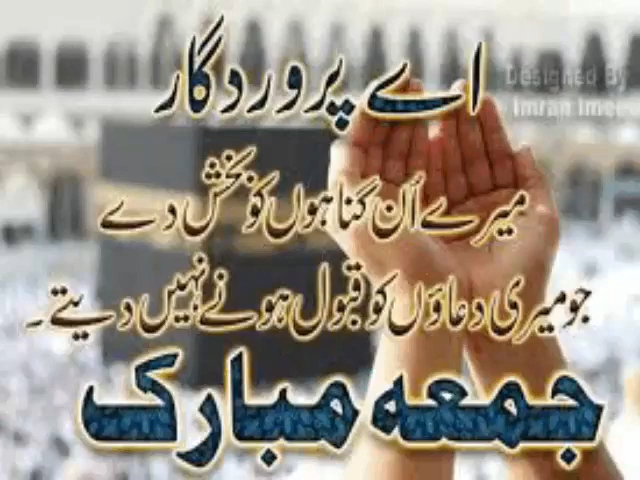 اے پروردگار
Designed By
Imran Imee
میرے اُن گناہوں کو بخش دے
جو میری دعاؤں کو قبول ہونے نہیں دیتے۔
جمعہ مبارک